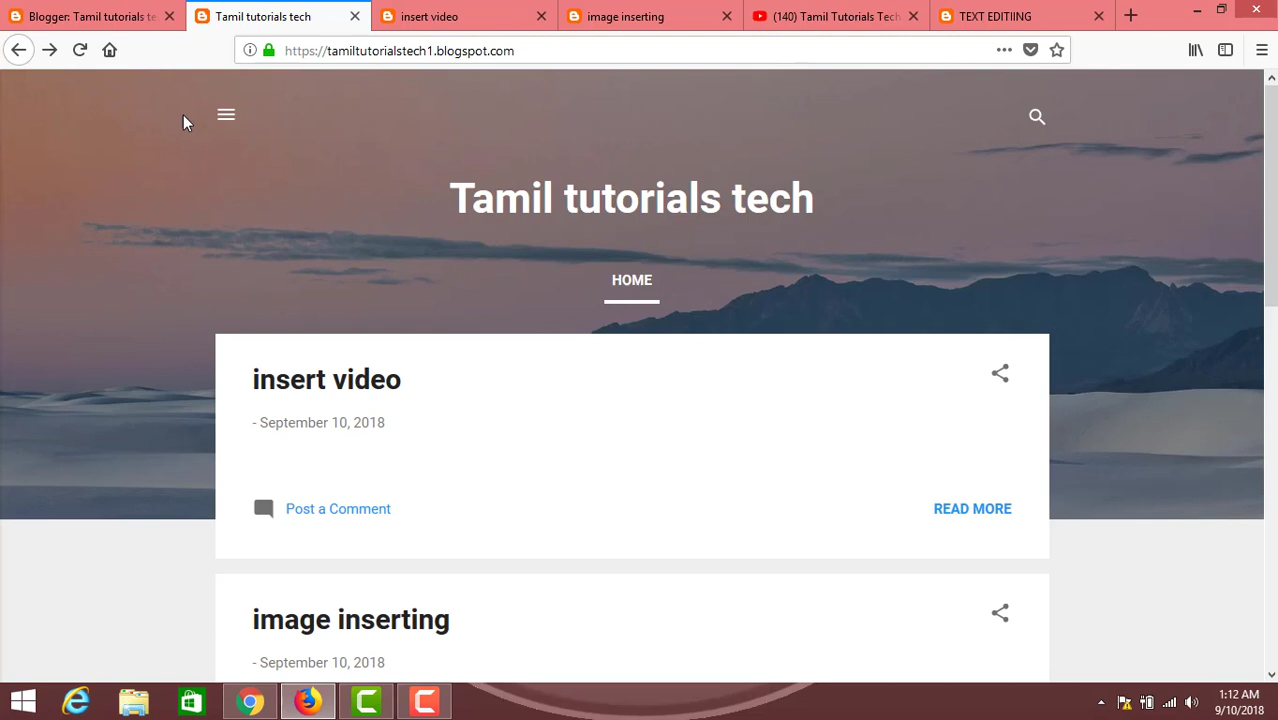 Blogger: Tamil tutorials te
Tamil tutorials tech
insert video
image inserting
(140) Tamil Tutorials Tech
TEXT EDITIING
https://tamiltutorialstech1.blogspot.com
Tamil tutorials tech
HOME
insert video
- September 10, 2018
Post a Comment
READ MORE
image inserting
- September 10, 2018
1:12 AM
9/10/2018